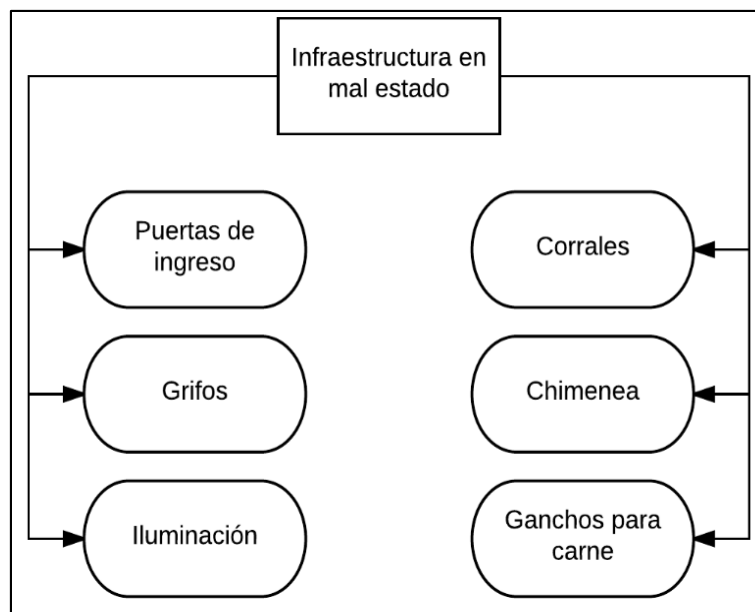 Infraestructura en
mal estado
Puertas de
ingreso
Corrales
Grifos
Chimenea
Iluminación
Ganchos para
carne